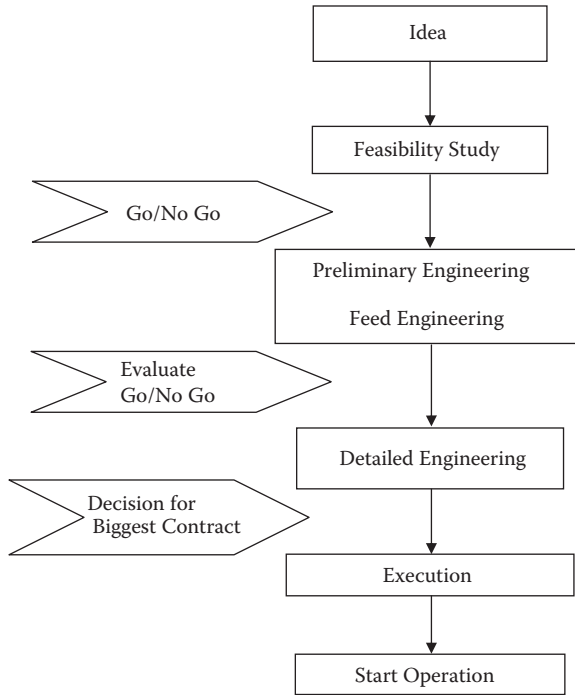 Idea
Feasibility Study
Go/No Go
Preliminary Engineering
Feed Engineering
Evaluate
Go/No Go
Detailed Engineering
Decision for
Biggest Contract
Execution
Start Operation